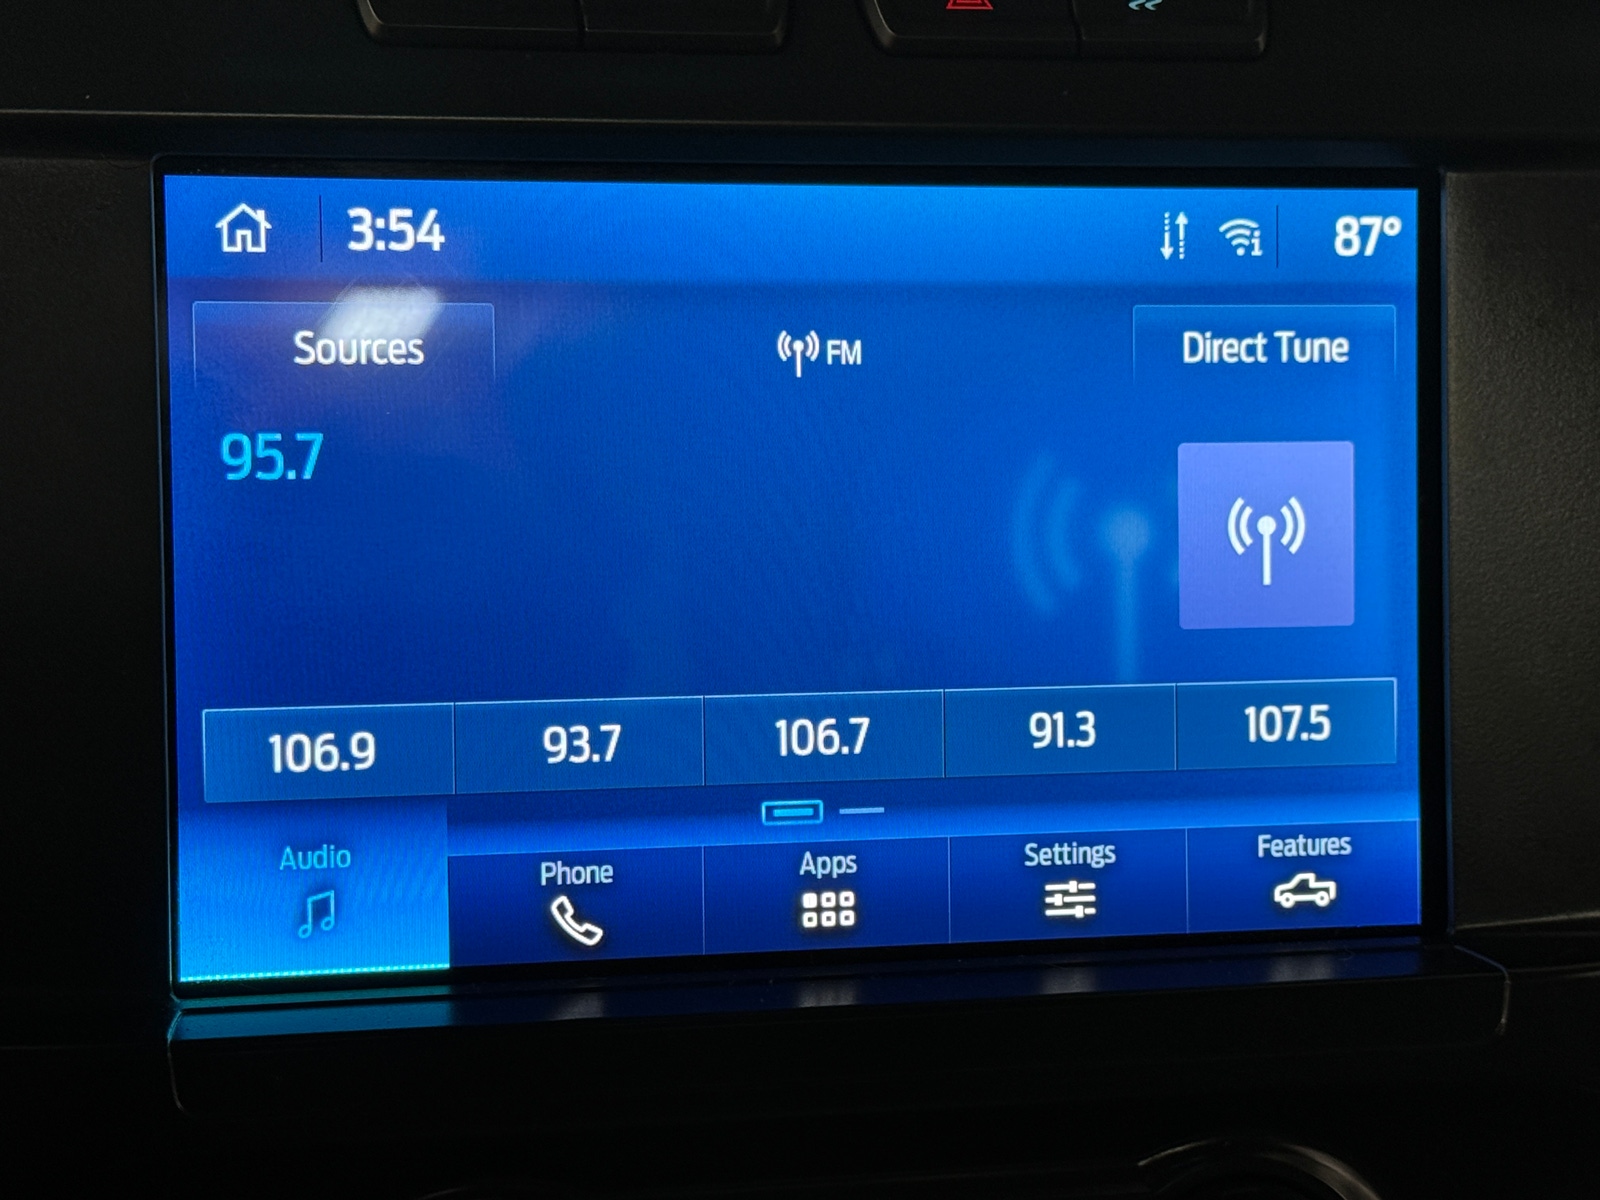 3:54 87°
Sources FM Direct Tune
95.7
106.9 93.7 106.7 91.3 107.5
Audio Phone Apps Settings Features